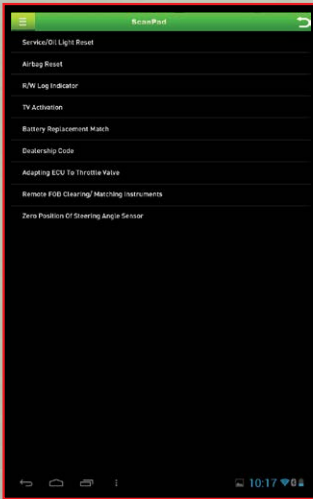 ScanPad
Service/Oil Light Reset
Airbag Reset
R/W Log Indicator
TV Activation
Battery Replacement Match
Dealership Code
Adapting ECU To Throttle Valve
Remote FOB Clearing/ Matching Instruments
Zero Position Of Steering Angle Sensor
10:17